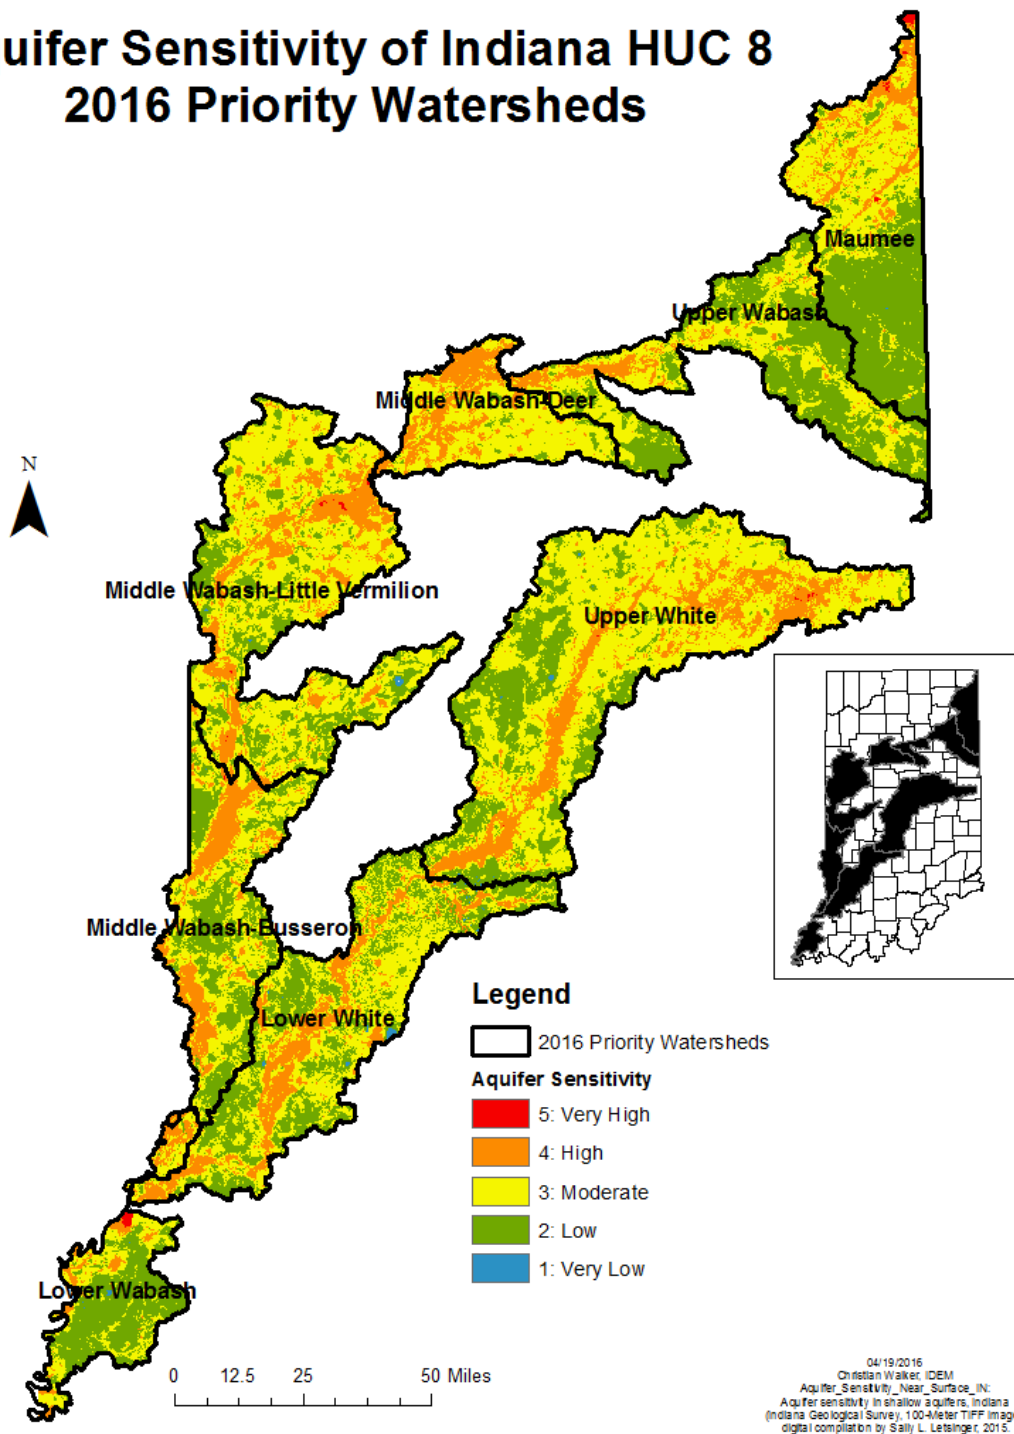 uifer Sensitivity of Indiana HUC 8
2016 Priority Watersheds
Maumee
Upper Wabash
Middle Wabash-Deer
N
Middle Wabash-Little Vermilion
Upper White
Middle Wabash-Busseron
Lower White
Lower Wabash
Legend
2016 Priority Watersheds
Aquifer Sensitivity
5: Very High
4: High
3: Moderate
2: Low
1: Very Low
0 12.5 25 50 Miles
04/19/2016
Christian Walker, IDEM
Aquifer_Sensitivity_Near_Surface_IN:
Aquifer sensitivity in shallow aquifers, Indiana
(Indiana Geological Survey, 100-Meter TIFF Imag
digital compilation by Sally L. Letsinger, 2015.